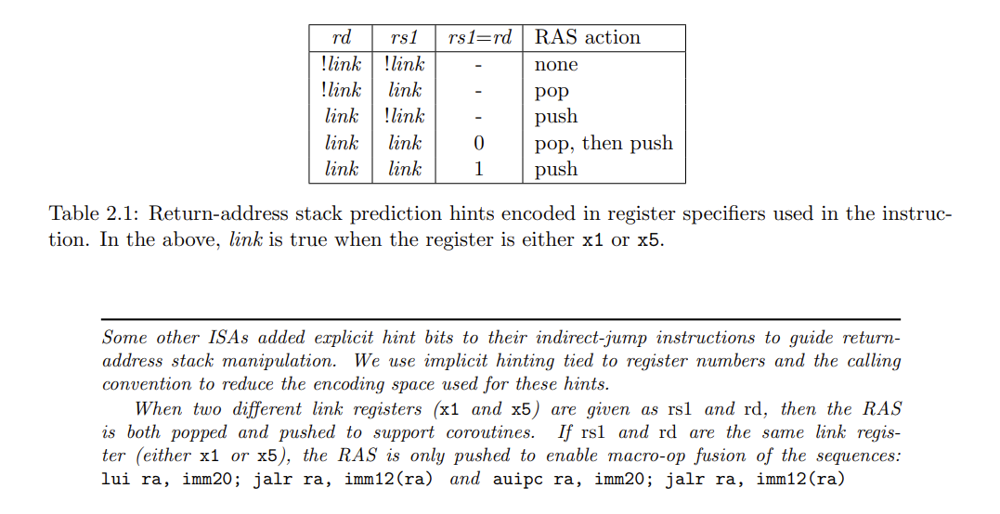 rd rs1 rs1=rd RAS action
!link !link - none
!link link - pop
link !link - push
link link 0 pop, then push
link link 1 push
Table 2.1: Return-address stack prediction hints encoded in register specifiers used in the instruc-
tion. In the above, link is true when the register is either x1 or x5.
Some other ISAs added explicit hint bits to their indirect-jump instructions to guide return-
address stack manipulation. We use implicit hinting tied to register numbers and the calling
convention to reduce the encoding space used for these hints.
When two different link registers (x1 and x5) are given as rs1 and rd, then the RAS
is both popped and pushed to support coroutines. If rs1 and rd are the same link regis-
ter (either x1 or x5), the RAS is only pushed to enable macro-op fusion of the sequences:
lui ra, imm20; jalr ra, imm12(ra) and auipc ra, imm20; jalr ra, imm12(ra)